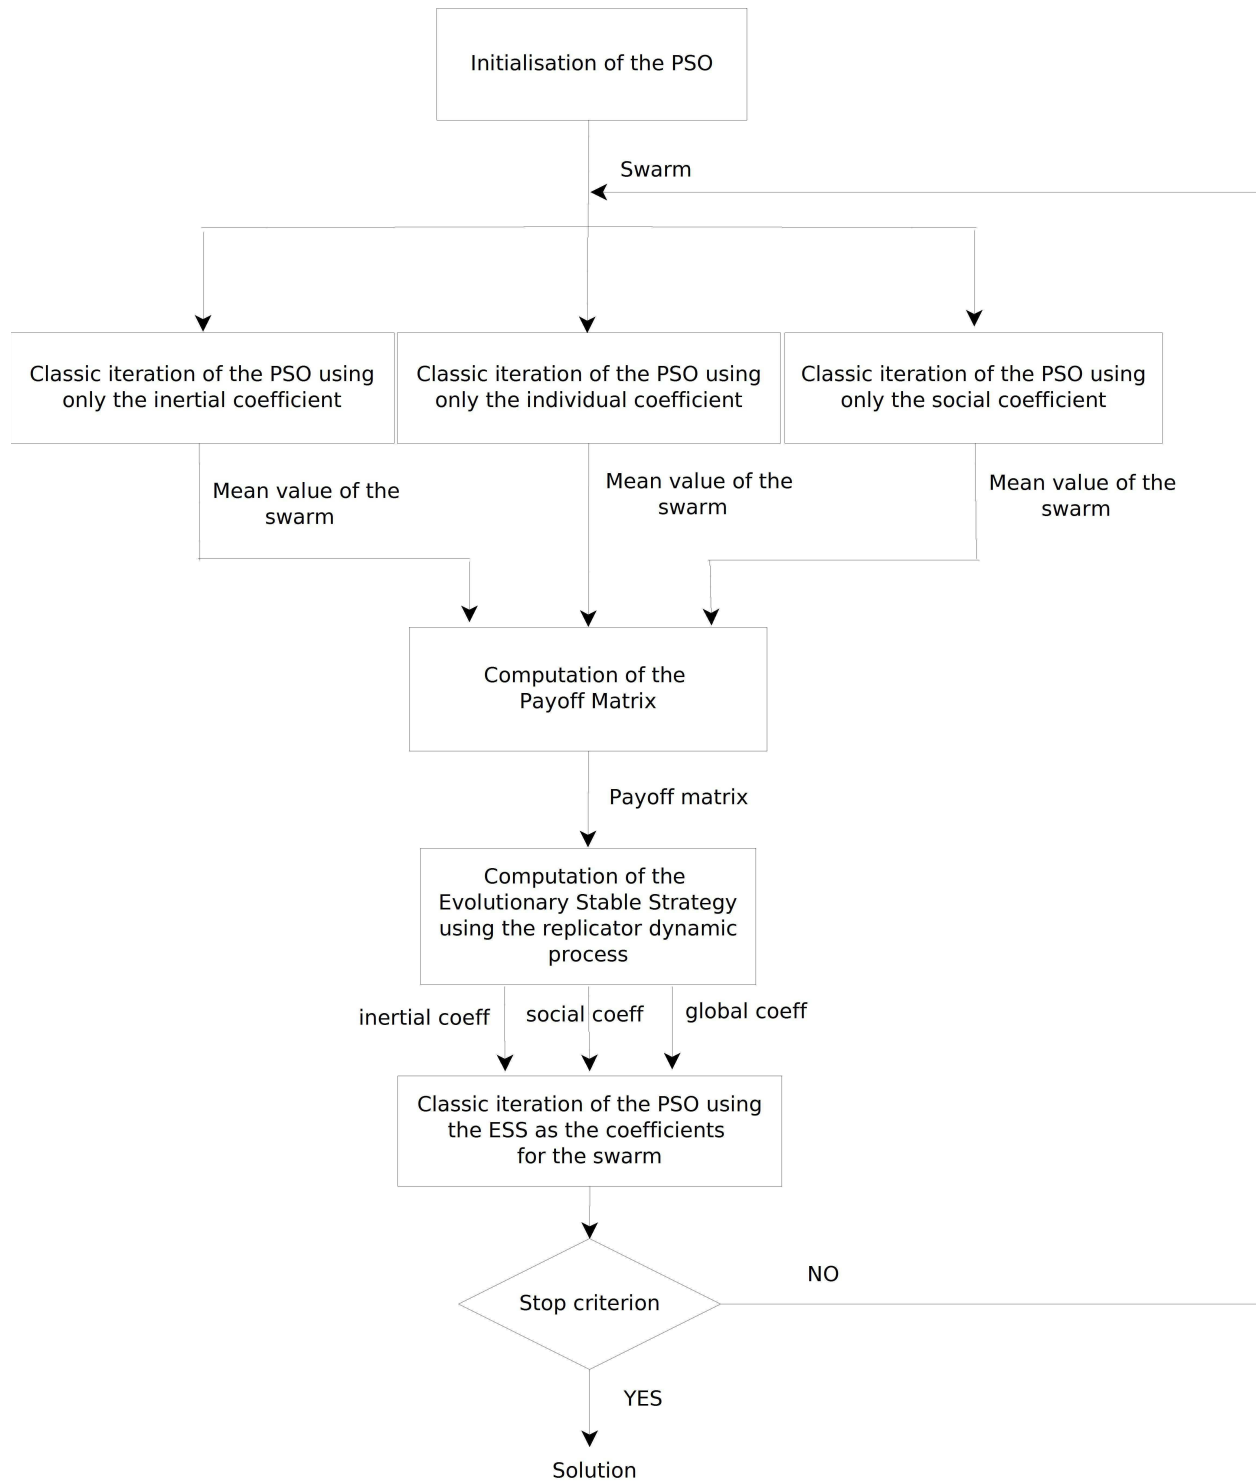 Initialisation of the PSO
Swarm
Classic iteration of the PSO using
only the inertial coefficient
Classic iteration of the PSO using
only the individual coefficient
Classic iteration of the PSO using
only the social coefficient
Mean value of the
swarm
Mean value of the
swarm
Mean value of the
swarm
Computation of the
Payoff Matrix
Payoff matrix
Computation of the
Evolutionary Stable Strategy
using the replicator dynamic
process
inertial coeff
social coeff
global coeff
Classic iteration of the PSO using
the ESS as the coefficients
for the swarm
Stop criterion
NO
YES
Solution